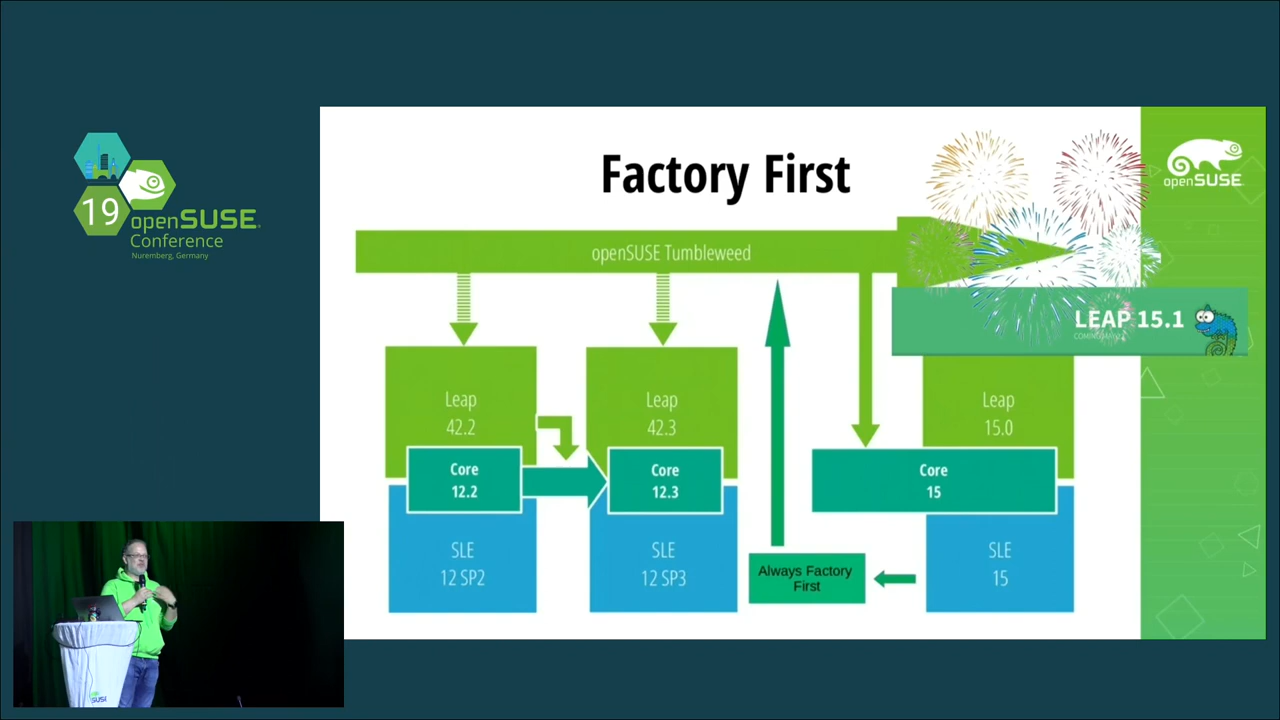 19
openSUSE
Conference
Nuremberg, Germany
Factory First
openSUSE
openSUSE Tumbleweed
LEAP 15.1
Leap
42.2
Leap
42.3
Leap
15.0
Core
12.2
Core
12.3
Core
15
SLE
12 SP2
SLE
12 SP3
Always Factory
First
SLE
15
SUSE